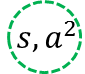 s, a²